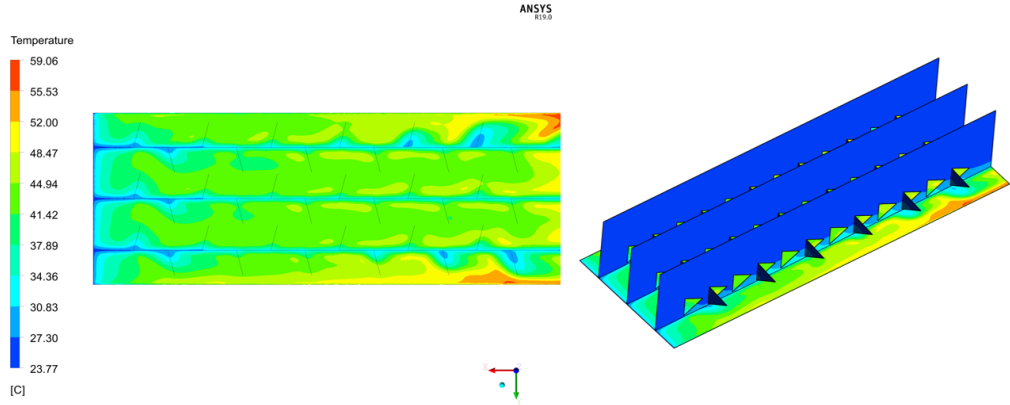 ANSYS
R19.0
Temperature
59.06
55.53
52.00
48.47
44.94
41.42
37.89
34.36
30.83
27.30
23.77
[C]